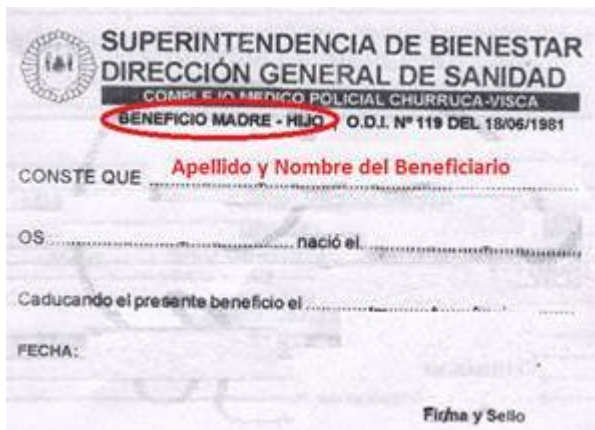 SUPERINTENDENCIA DE BIENESTAR
DIRECCIÓN GENERAL DE SANIDAD
COMPLEJO MEDICO POLICIAL CHURRUCA-VISCA
BENEFICIO MADRE - HIJO / O.D.I. Nº 119 DEL 18/06/1981
CONSTE QUE Apellido y Nombre del Beneficiario
OS nació el
Caducando el presente beneficio el
FECHA:
Firma y Sello